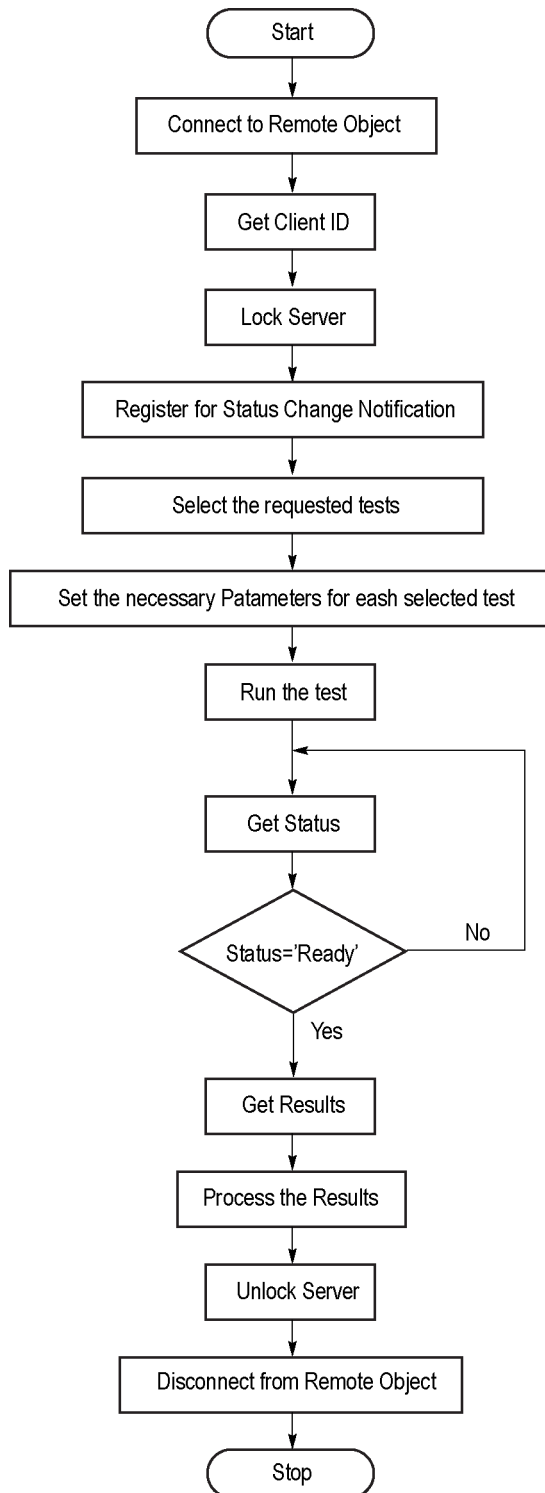 Start
Connect to Remote Object
Get Client ID
Lock Server
Register for Status Change Notification
Select the requested tests
Set the necessary Patameters for eash selected test
Run the test
Get Status
Status='Ready’
No
Yes
Get Results
Process the Results
Unlock Server
Disconnect from Remote Object
Stop